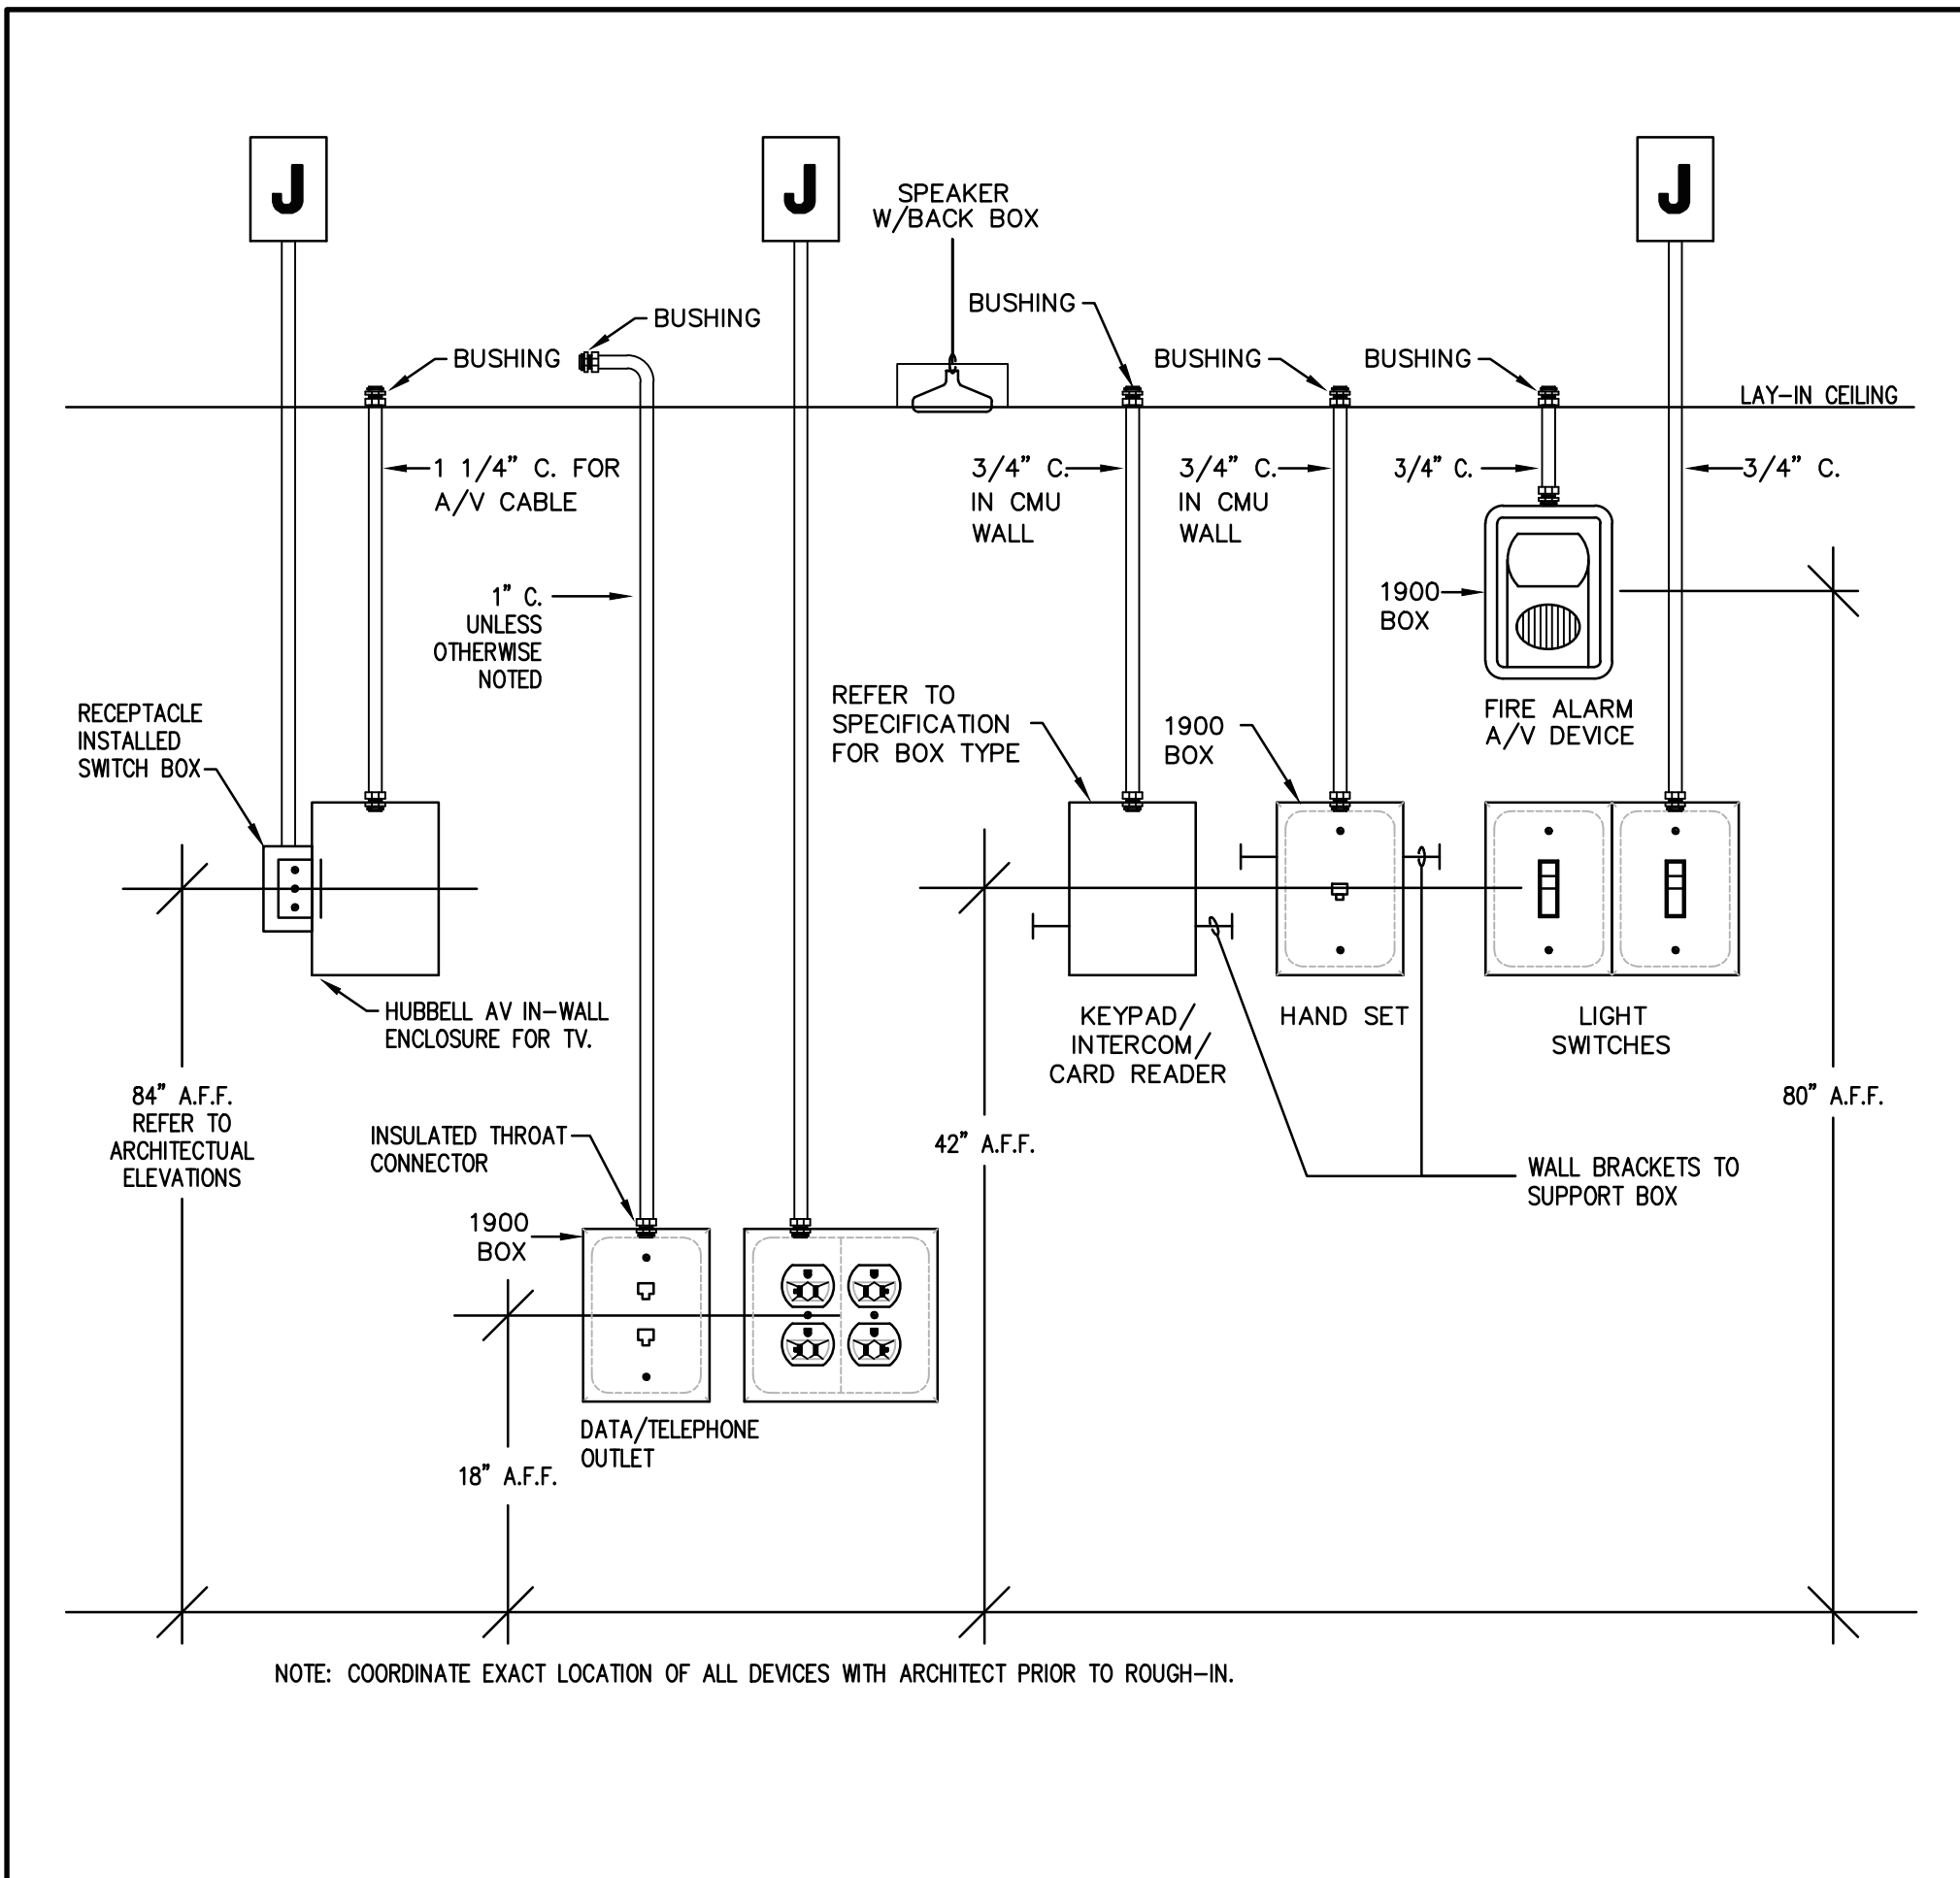 J
J
J
SPEAKER
W/BACK BOX
BUSHING
BUSHING
BUSHING
BUSHING
BUSHING
LAY-IN CEILING
1 1/4" C. FOR
A/V CABLE
3/4" C.
IN CMU
WALL
3/4" C.
IN CMU
WALL
3/4" C.
3/4" C.
1" C.
UNLESS
OTHERWISE
NOTED
1900
BOX
FIRE ALARM
A/V DEVICE
RECEPTACLE
INSTALLED
SWITCH BOX
REFER TO
SPECIFICATION
FOR BOX TYPE
1900
BOX
HUBBELL AV IN-WALL
ENCLOSURE FOR TV.
KEYPAD/
INTERCOM/
CARD READER
HAND SET
LIGHT
SWITCHES
84" A.F.F.
REFER TO
ARCHITECTUAL
ELEVATIONS
80" A.F.F.
INSULATED THROAT
CONNECTOR
42" A.F.F.
WALL BRACKETS TO
SUPPORT BOX
1900
BOX
DATA/TELEPHONE
OUTLET
18" A.F.F.
NOTE: COORDINATE EXACT LOCATION OF ALL DEVICES WITH ARCHITECT PRIOR TO ROUGH-IN.